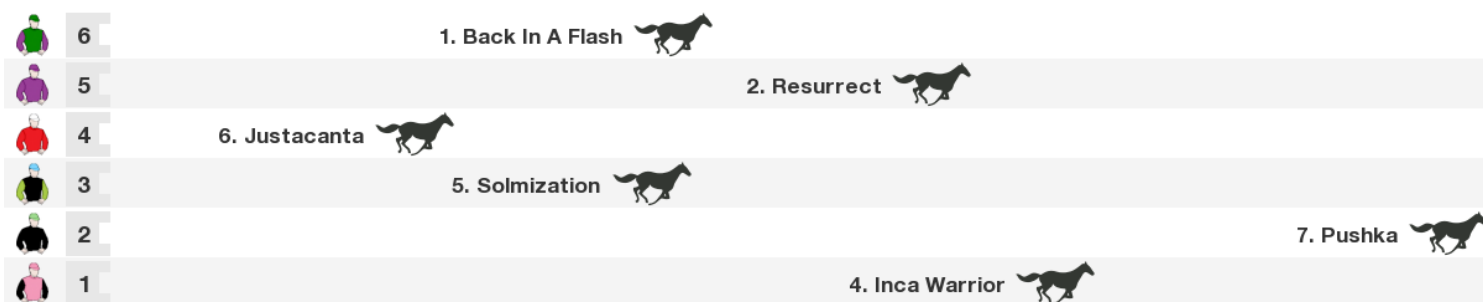 6 1. Back In A Flash
5 2. Resurrect
4 6. Justacanta
3 5. Solmization
2 7. Pushka
1 4. Inca Warrior